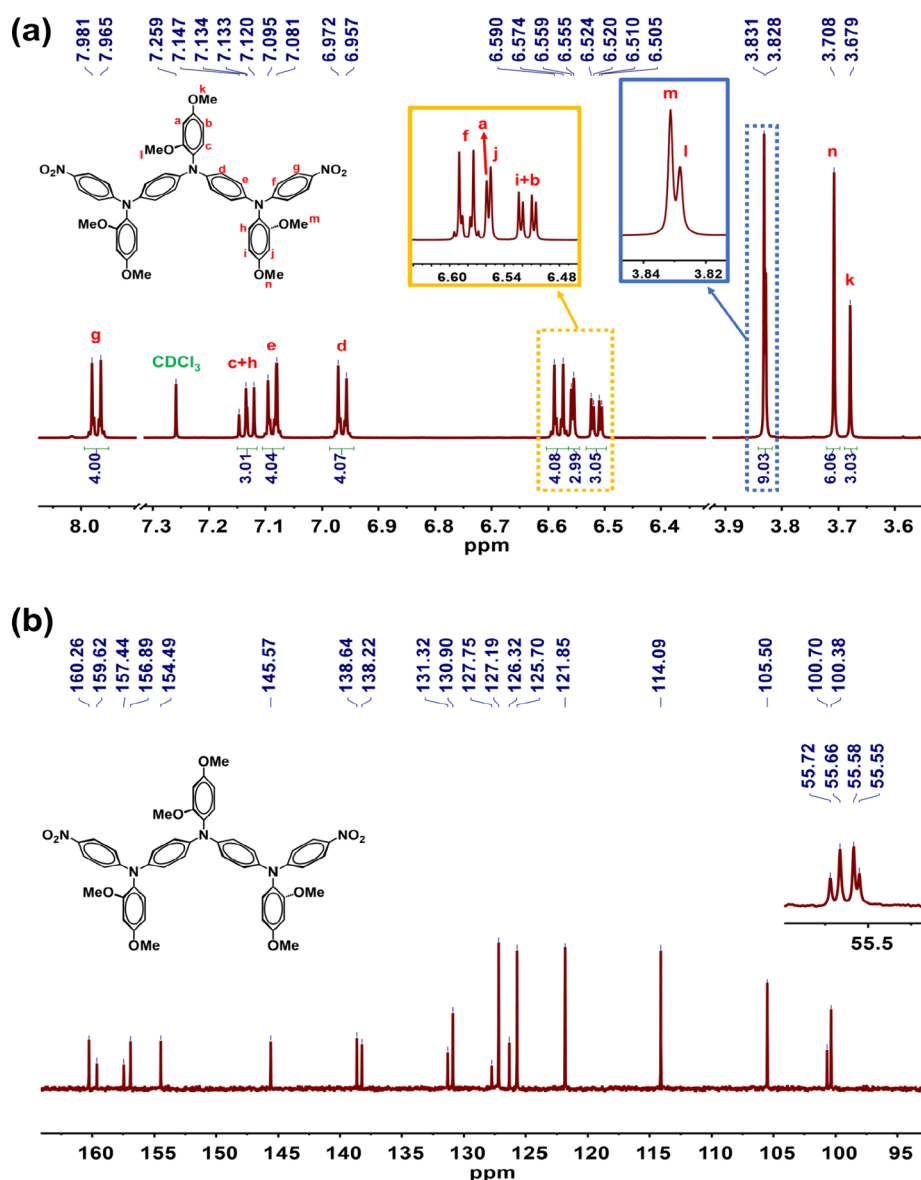 (a)
7.981 7.965 7.259 7.147 7.134 7.133 7.120 7.095 7.081 6.972 6.957 6.590 6.574 6.559 6.555 6.524 6.520 6.510 6.505 3.831 3.828 3.708 3.679
k
OMe
a b
MeO c
l
O₂N N d e f g NO₂
N N
MeO h OMe m
i j
OMe OMe
n
f a j i+b
6.60 6.54 6.48
m
l
3.84 3.82
n
k
g
CDCl₃
c+h
e
d
4.00 3.01 4.04 4.07 4.08 2.99 3.05 9.03 6.06 3.03
8.0 7.3 7.2 7.1 7.0 6.9 6.8 6.7 6.6 6.5 6.4 3.9 3.8 3.7 3.6
ppm
(b)
160.26 159.62 157.44 156.89 154.49 145.57 138.64 138.22 131.32 130.90 127.75 127.19 126.32 125.70 121.85 114.09 105.50 100.70 100.38
55.72 55.66 55.58 55.55
OMe
MeO
O₂N N NO₂
N N
MeO OMe
OMe OMe
55.5
160 155 150 145 140 135 130 125 120 115 110 105 100 95
ppm